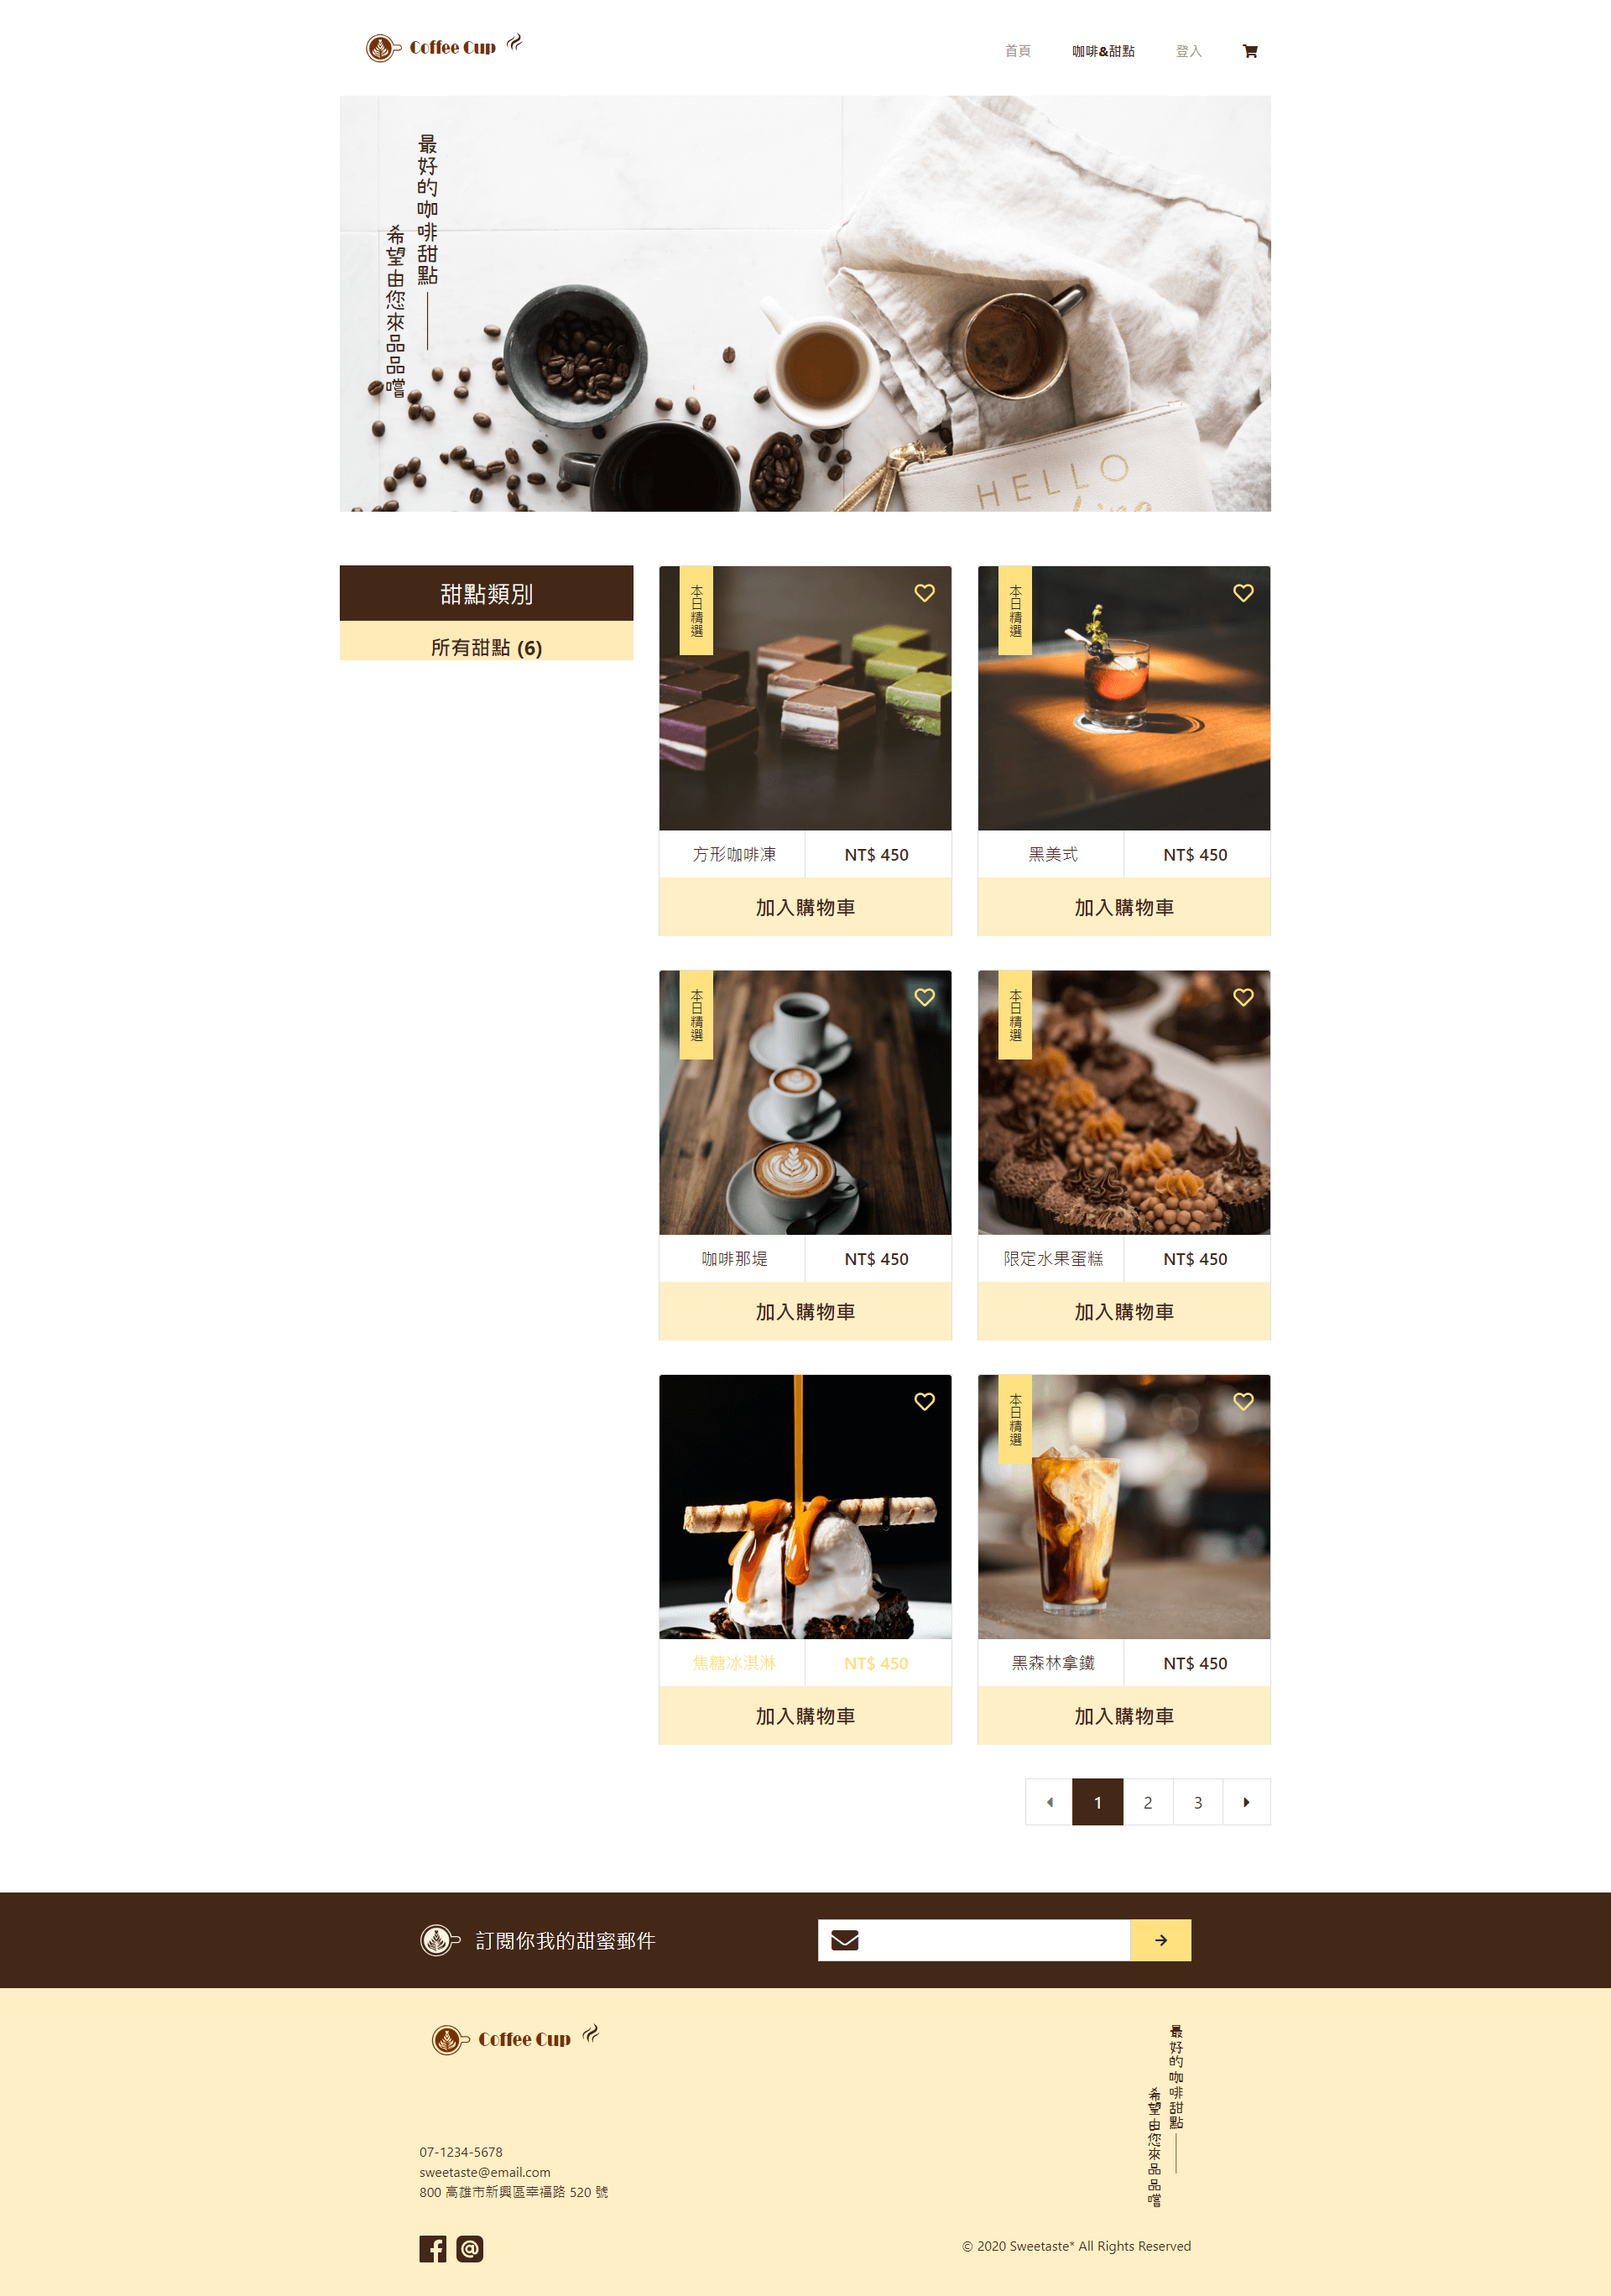 Coffee Cup
首頁
咖啡&甜點
登入
最好的咖啡甜點——
希望由您來品品嚐
HELLO
甜點類別
所有甜點 (6)
本日精選
方形咖啡凍
NT$ 450
加入購物車
本日精選
黑美式
NT$ 450
加入購物車
本日精選
咖啡那堤
NT$ 450
加入購物車
本日精選
限定水果蛋糕
NT$ 450
加入購物車
焦糖冰淇淋
NT$ 450
加入購物車
本日精選
黑森林拿鐵
NT$ 450
加入購物車
1
2
3
訂閱你我的甜蜜郵件
Coffee Cup
最好的咖啡甜點——
希望由您來品品嚐
07-1234-5678
sweetaste@email.com
800 高雄市新興區幸福路 520 號
© 2020 Sweetaste* All Rights Reserved